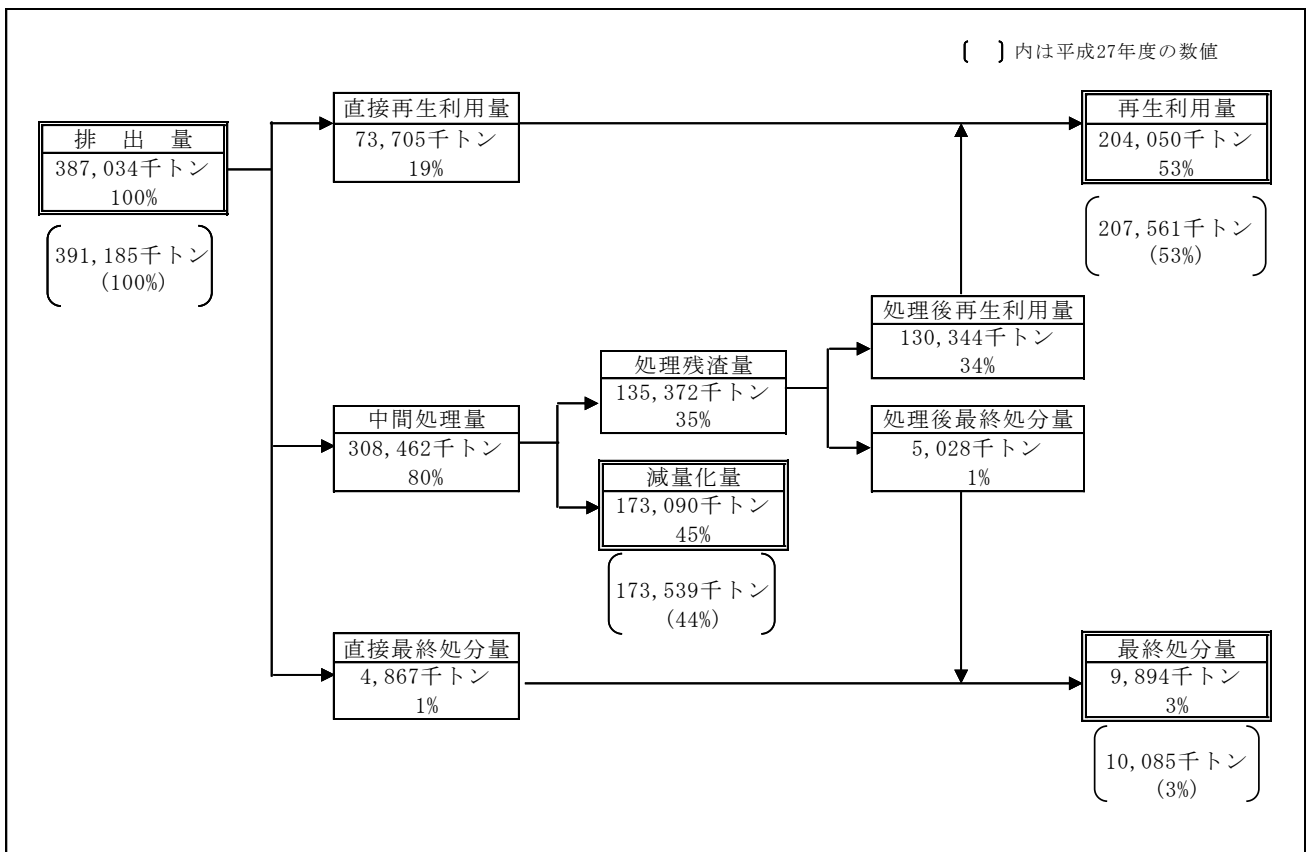 〔　〕内は平成27年度の数値
排　出　量
387,034千トン
100%
391,185千トン
(100%)
直接再生利用量
73,705千トン
19%
再生利用量
204,050千トン
53%
207,561千トン
(53%)
中間処理量
308,462千トン
80%
処理残渣量
135,372千トン
35%
減量化量
173,090千トン
45%
173,539千トン
(44%)
処理後再生利用量
130,344千トン
34%
処理後最終処分量
5,028千トン
1%
直接最終処分量
4,867千トン
1%
最終処分量
9,894千トン
3%
10,085千トン
(3%)